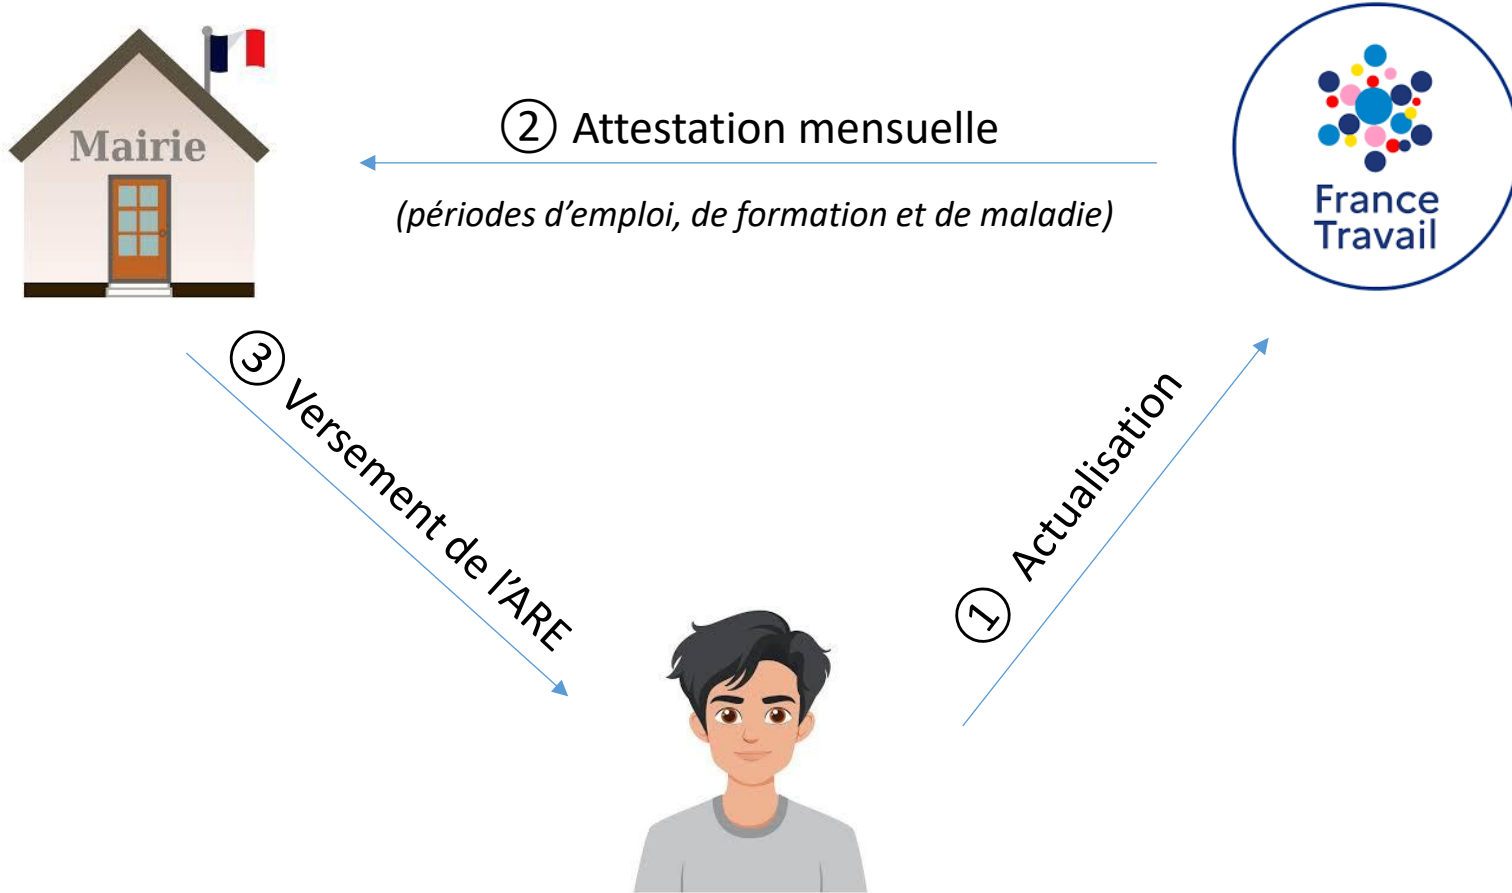 Mairie
② Attestation mensuelle
(périodes d’emploi, de formation et de maladie)
France
Travail
③ Versement de l’ARE
① Actualisation